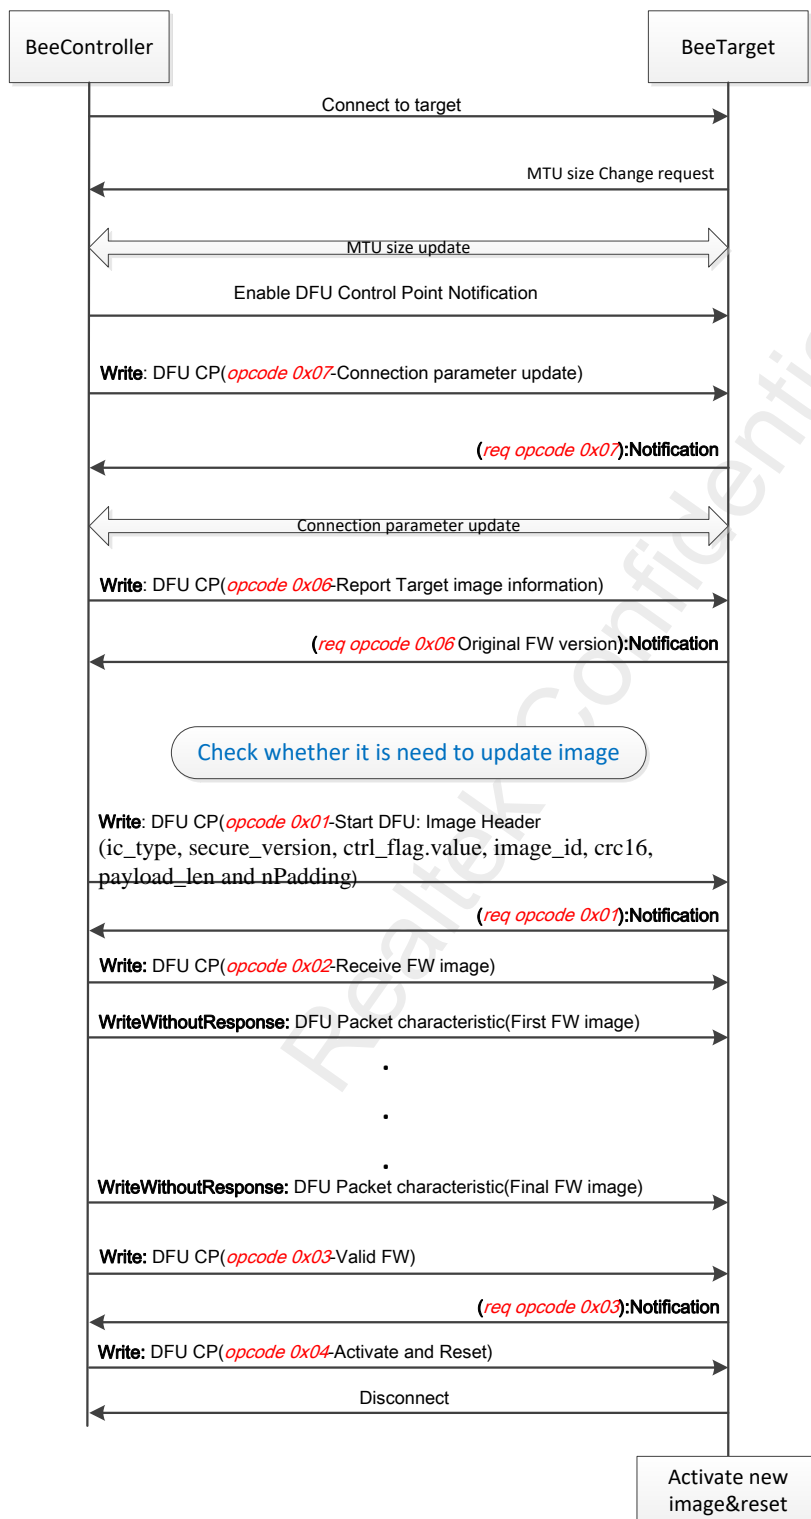 BeeController
BeeTarget
Connect to target
MTU size Change request
MTU size update
Enable DFU Control Point Notification
Write: DFU CP(opcode 0x07-Connection parameter update)
(req opcode 0x07):Notification
Connection parameter update
Write: DFU CP(opcode 0x06-Report Target image information)
(req opcode 0x06 Original FW version):Notification
Check whether it is need to update image
Write: DFU CP(opcode 0x01-Start DFU: Image Header
(ic_type, secure_version, ctrl_flag.value, image_id, crc16,
payload_len and nPadding)
(req opcode 0x01):Notification
Write: DFU CP(opcode 0x02-Receive FW image)
WriteWithoutResponse: DFU Packet characteristic(First FW image)
.
.
.
WriteWithoutResponse: DFU Packet characteristic(Final FW image)
Write: DFU CP(opcode 0x03-Valid FW)
(req opcode 0x03):Notification
Write: DFU CP(opcode 0x04-Activate and Reset)
Disconnect
Activate new
image&reset
Realtek Confidenti